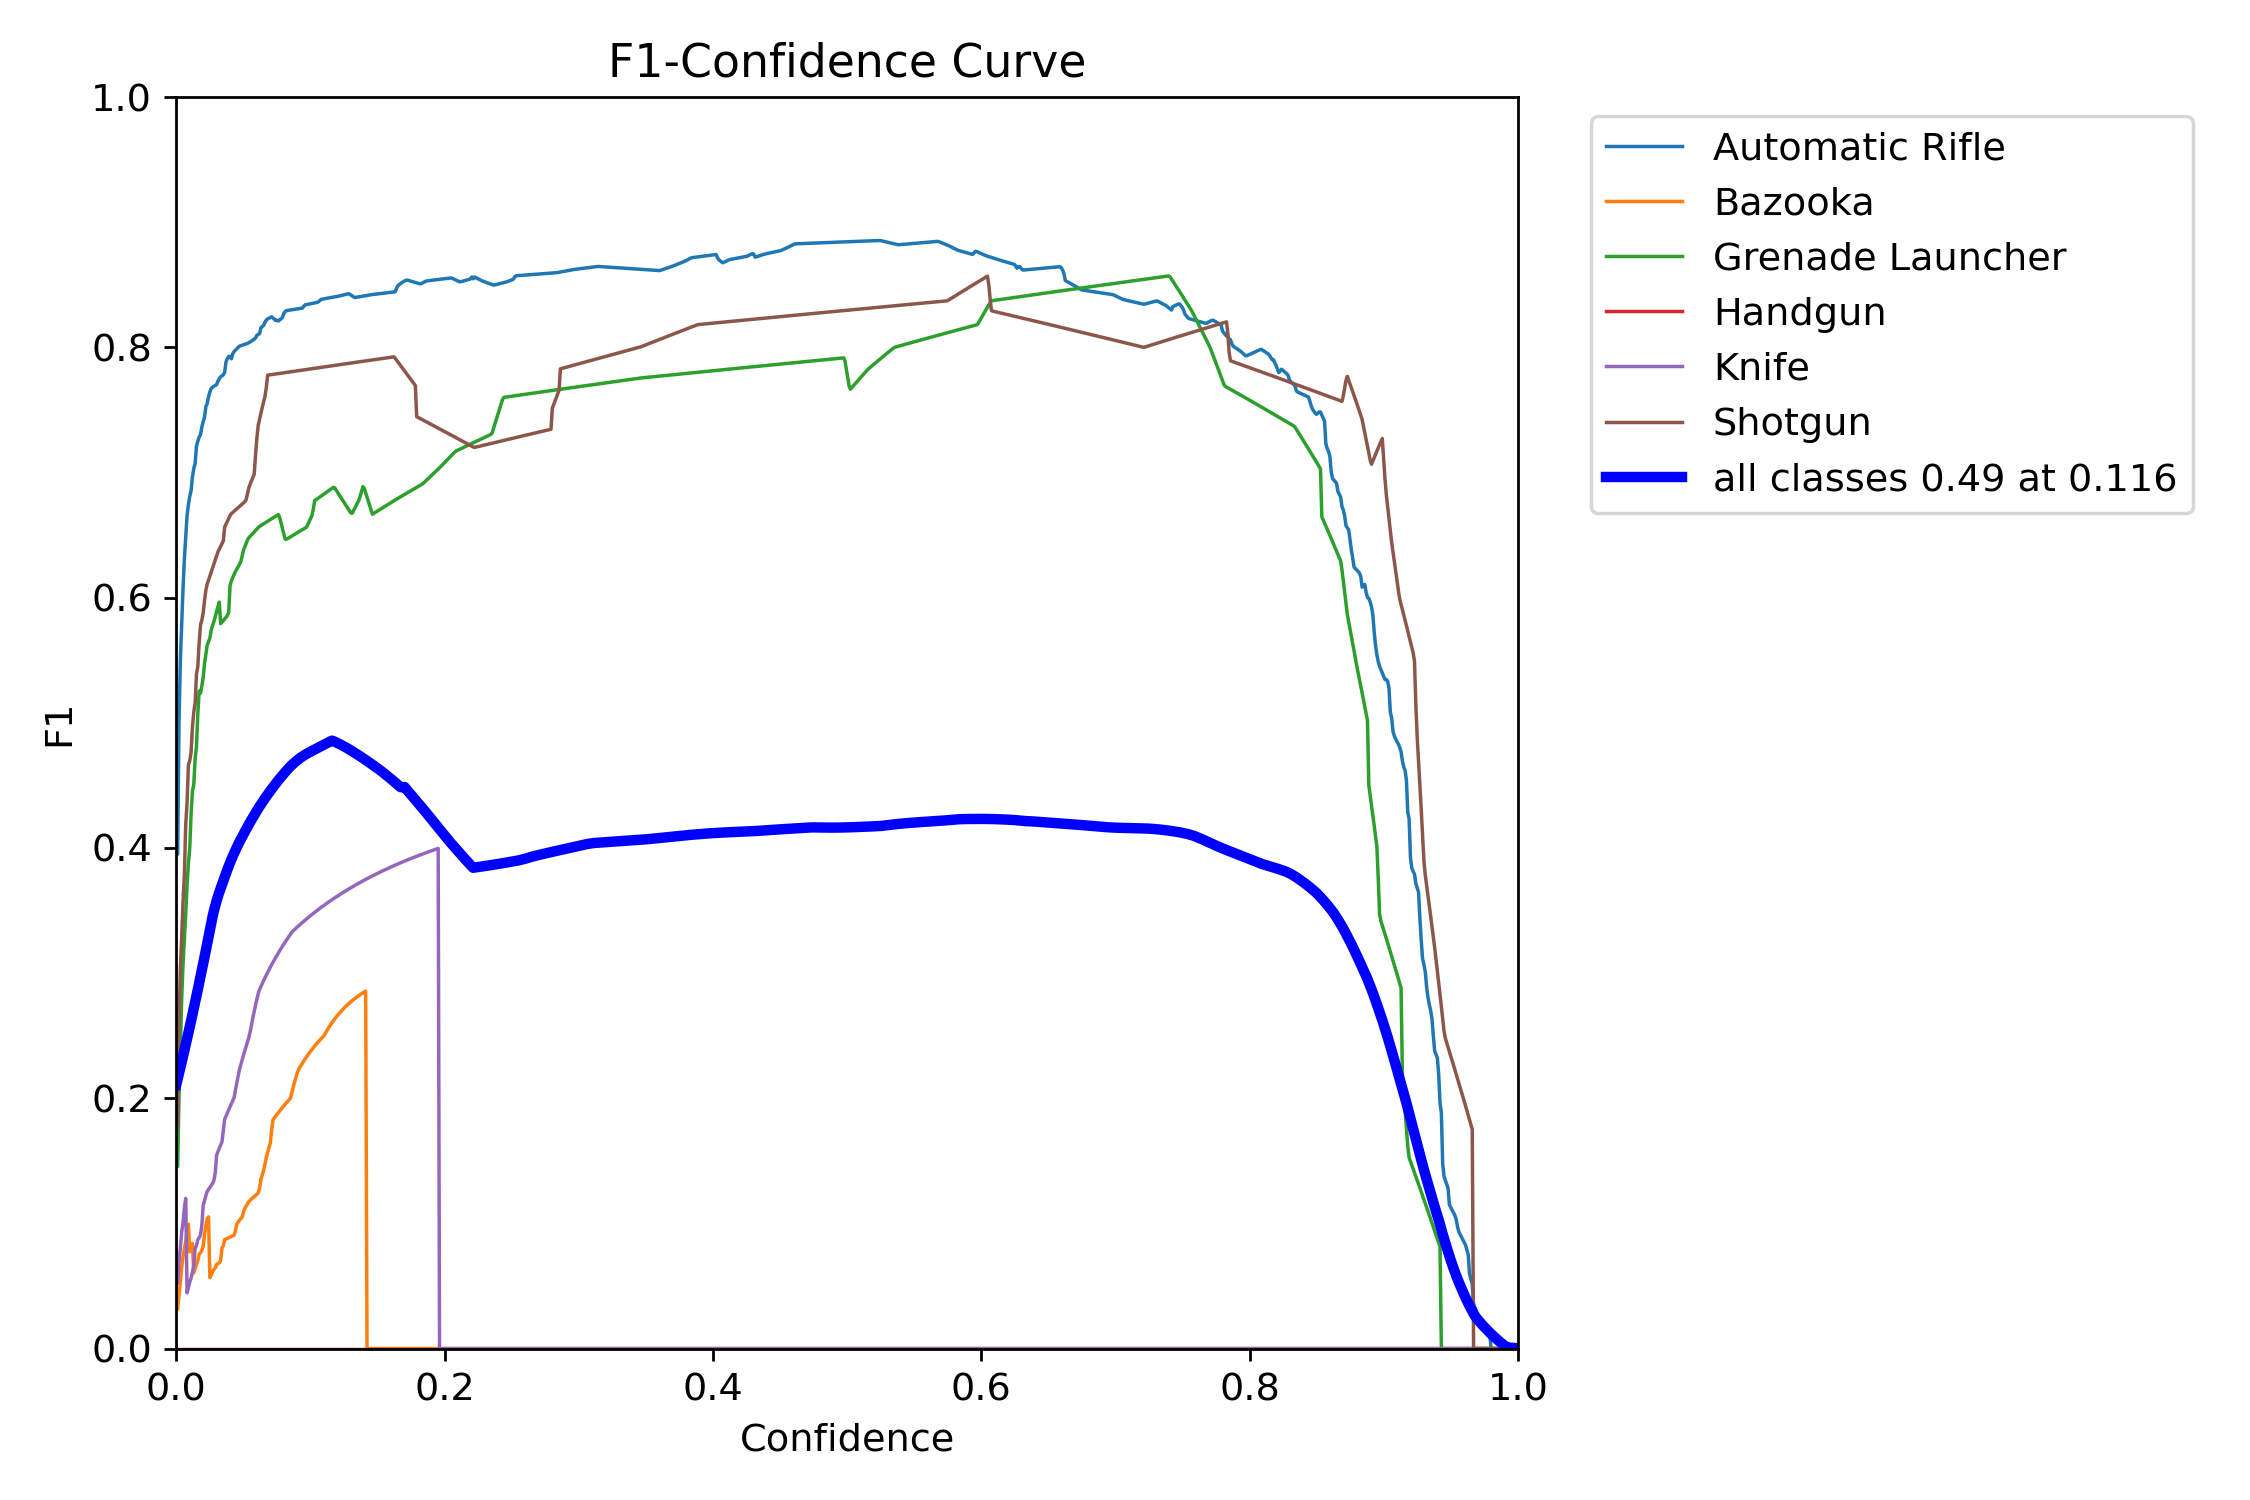 F1-Confidence Curve
1.0
0.8
0.6
0.4
0.2
0.0
F1
0.0 0.2 0.4 0.6 0.8 1.0
Confidence
Automatic Rifle
Bazooka
Grenade Launcher
Handgun
Knife
Shotgun
all classes 0.49 at 0.116